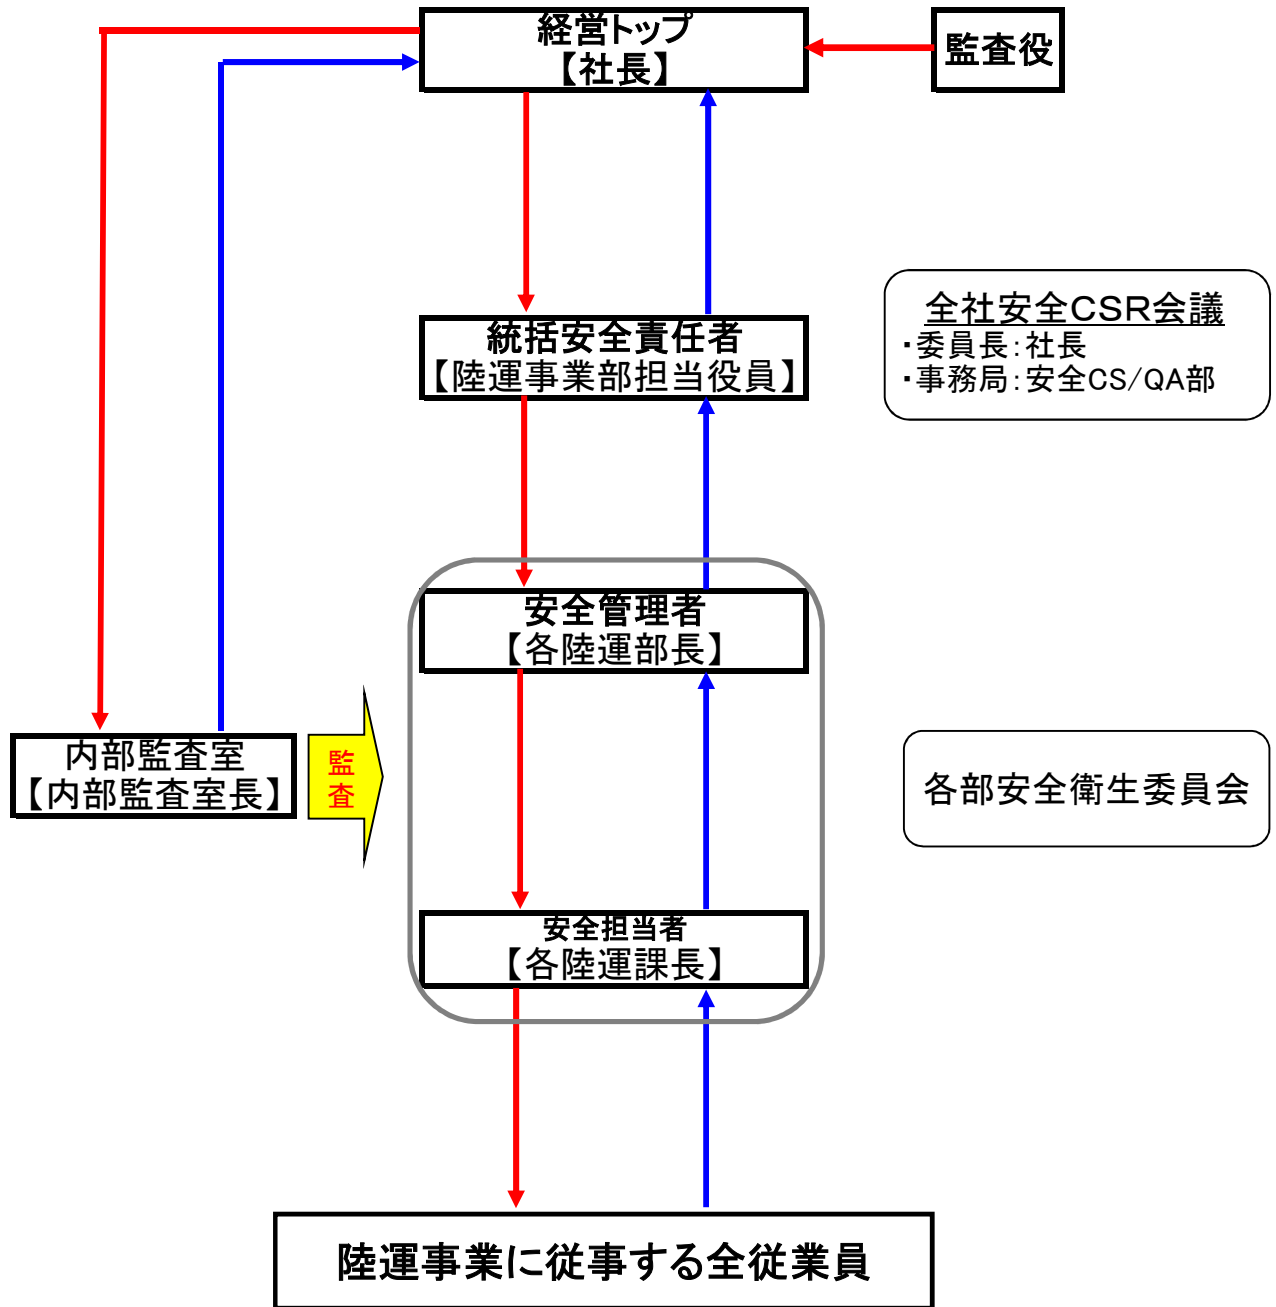 経営トップ
【社長】
監査役
全社安全CSR会議
・委員長：社長
・事務局：安全CS/QA部
統括安全責任者
【陸運事業部担当役員】
安全管理者
【各陸運部長】
内部監査室
【内部監査室長】
監
査
各部安全衛生委員会
安全担当者
【各陸運課長】
陸運事業に従事する全従業員